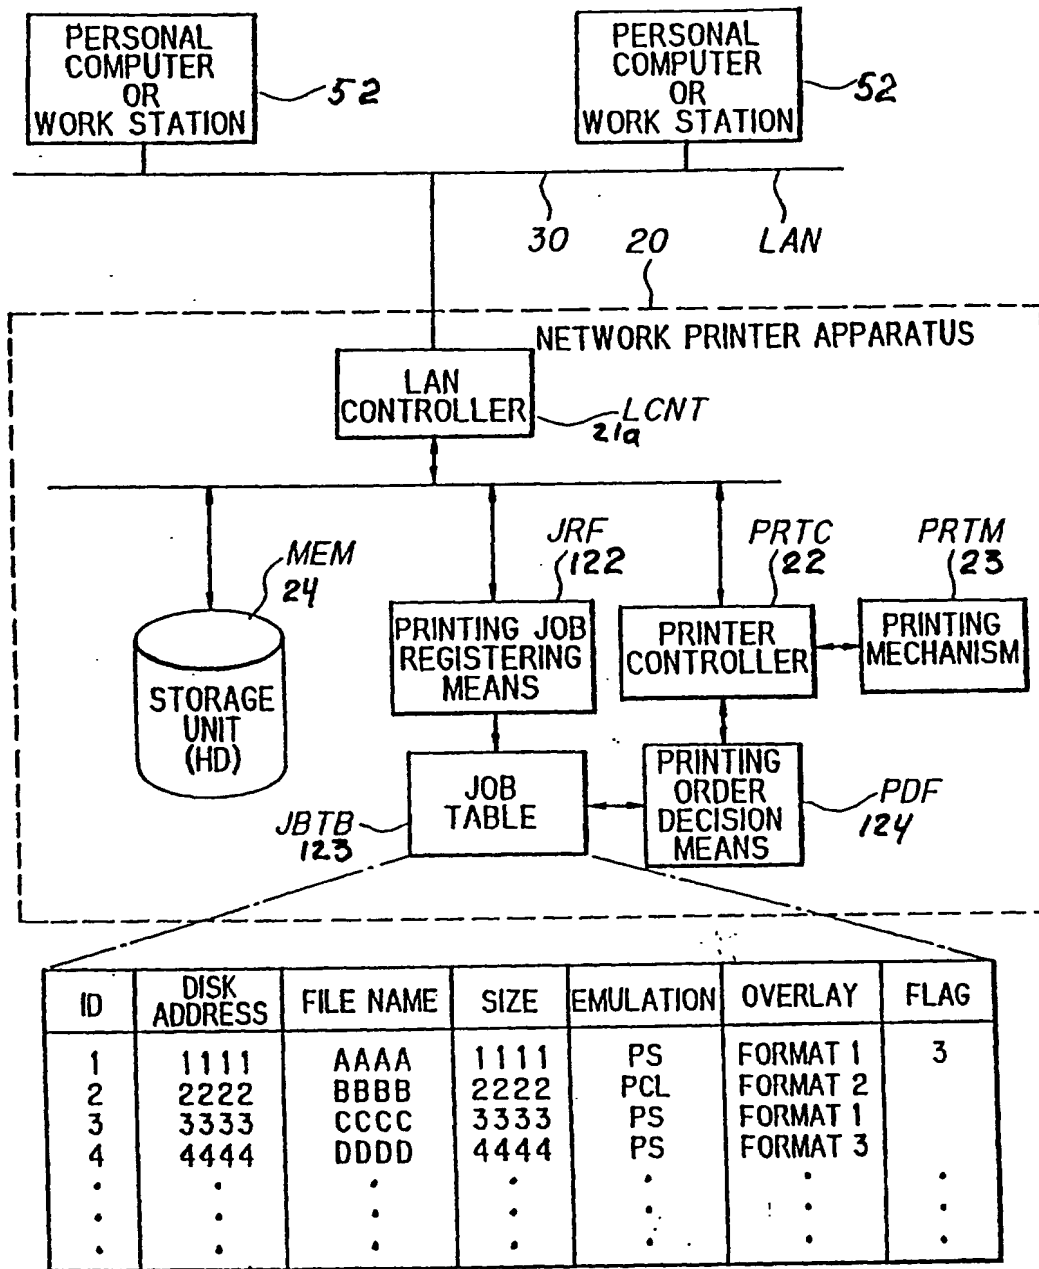 PERSONAL
COMPUTER
OR
WORK STATION
52
PERSONAL
COMPUTER
OR
WORK STATION
52
30
20
LAN
NETWORK PRINTER APPARATUS
LAN
CONTROLLER
LCNT
21a
MEM
24
STORAGE
UNIT
(HD)
JRF
122
PRINTING JOB
REGISTERING
MEANS
PRTC
22
PRINTER
CONTROLLER
PRTM
23
PRINTING
MECHANISM
JBTB
123
JOB
TABLE
PRINTING
ORDER
DECISION
MEANS
PDF
124
ID DISK ADDRESS FILE NAME SIZE EMULATION OVERLAY FLAG
1 1111 AAAA 1111 PS FORMAT 1 3
2 2222 BBBB 2222 PCL FORMAT 2
3 3333 CCCC 3333 PS FORMAT 1
4 4444 DDDD 4444 PS FORMAT 3